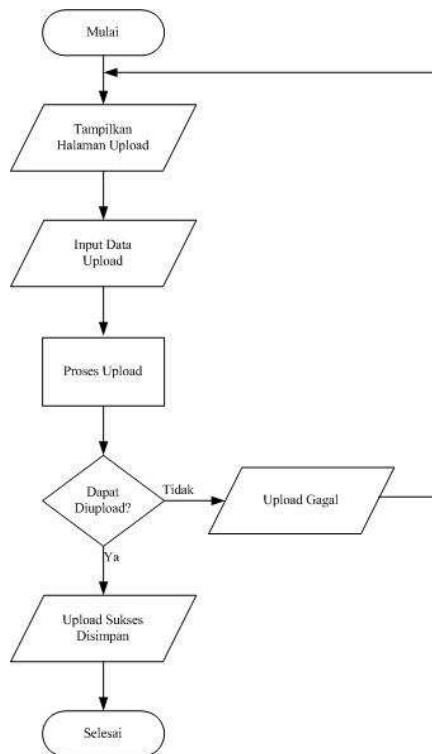 Mulai
Tampilkan
Halaman Upload
Input Data
Upload
Proses Upload
Dapat
Diupload?
Tidak
Upload Gagal
Ya
Upload Sukses
Disimpan
Selesai